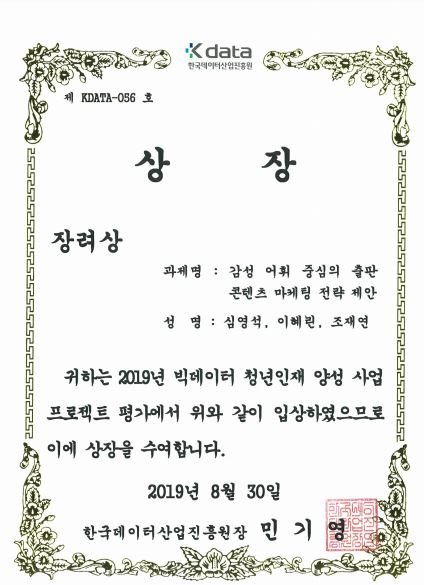 Kdata
한국데이터산업진흥원
제 KDATA-056 호
상 장
장려상
과제명 : 감성 어휘 중심의 출판
콘텐츠 마케팅 전략 제안
성 명 : 심영석, 이혜린, 조재연
귀하는 2019년 빅데이터 청년인재 양성 사업
프로젝트 평가에서 위와 같이 입상하였으므로
이에 상장을 수여합니다.
2019년 8월 30일
한국데이터산업진흥원장 민 기 영